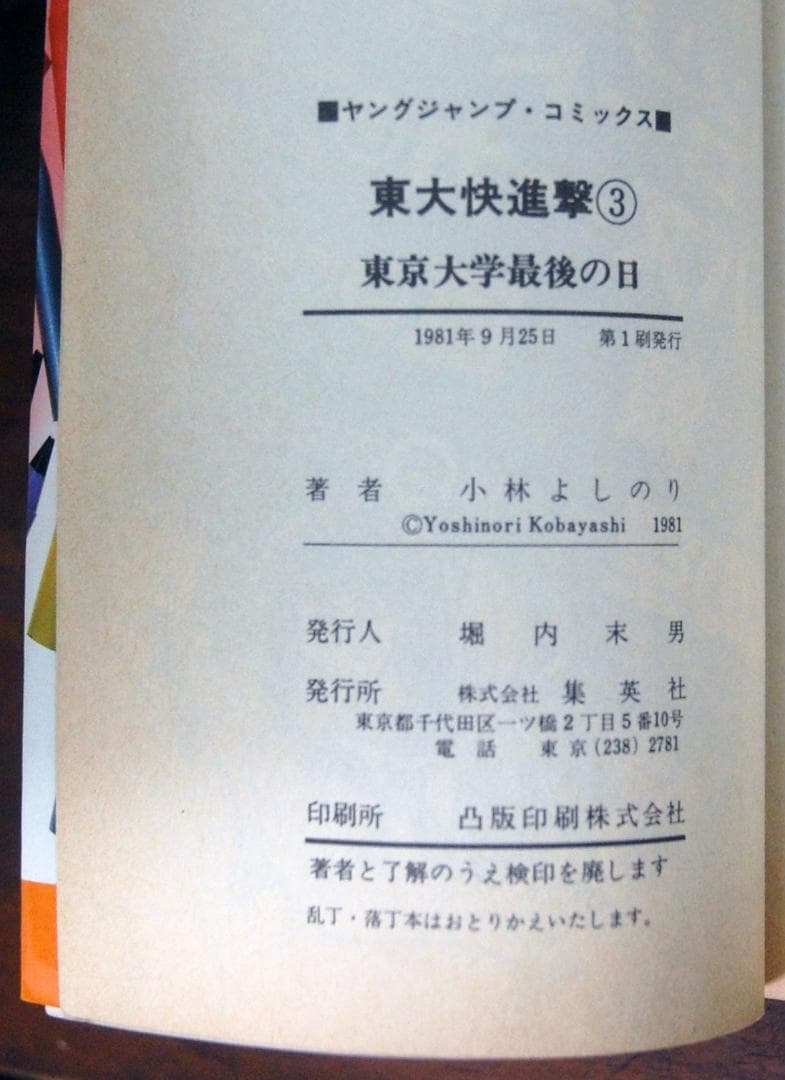 ■ヤングジャンプ・コミックス■
東大快進撃③
東京大学最後の日
1981年9月25日 第1刷発行
著者 小林よしのり
©Yoshinori Kobayashi 1981
発行人 堀内末男
発行所 株式会社 集英社
東京都千代田区一ツ橋2丁目5番10号
電話 東京(238)2781
印刷所 凸版印刷株式会社
著者と了解のうえ検印を廃します
乱丁・落丁本はおとりかえいたします。